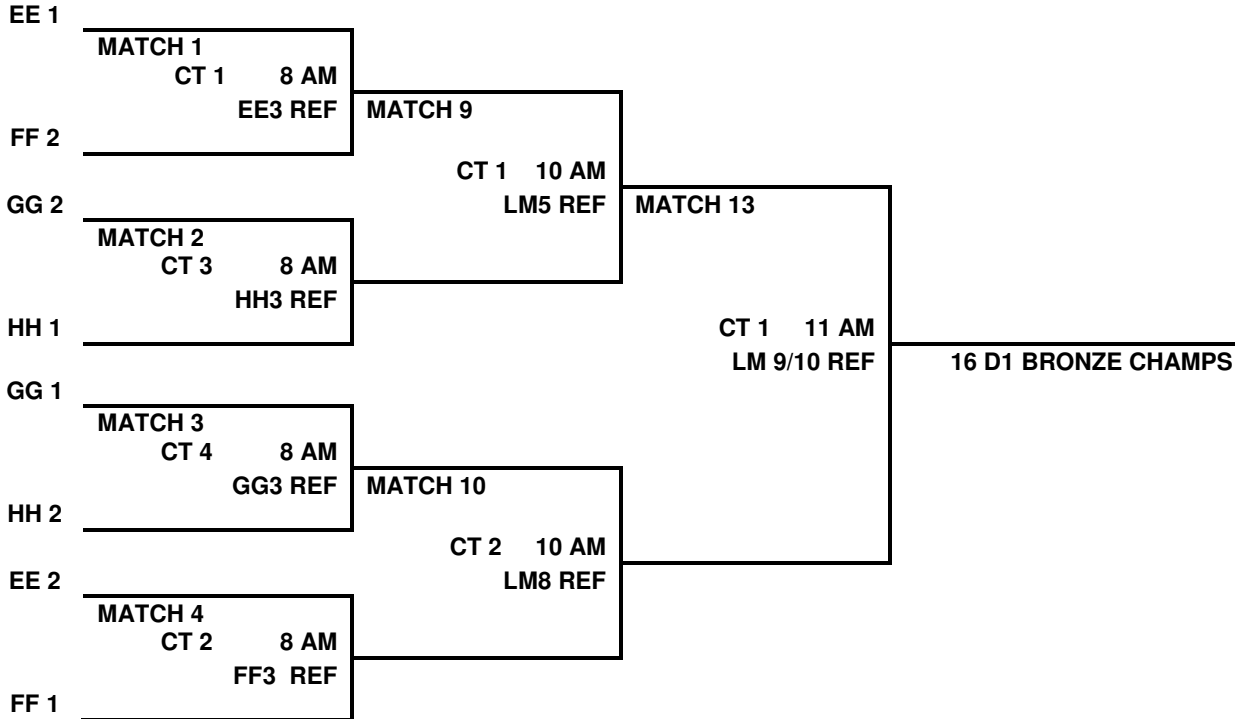 EE 1
MATCH 1
CT 1 8 AM
EE3 REF
FF 2
MATCH 9
CT 1 10 AM
LM5 REF
GG 2
MATCH 2
CT 3 8 AM
HH3 REF
HH 1
MATCH 13
CT 1 11 AM
LM 9/10 REF
16 D1 BRONZE CHAMPS
GG 1
MATCH 3
CT 4 8 AM
GG3 REF
HH 2
MATCH 10
CT 2 10 AM
LM8 REF
EE 2
MATCH 4
CT 2 8 AM
FF3 REF
FF 1